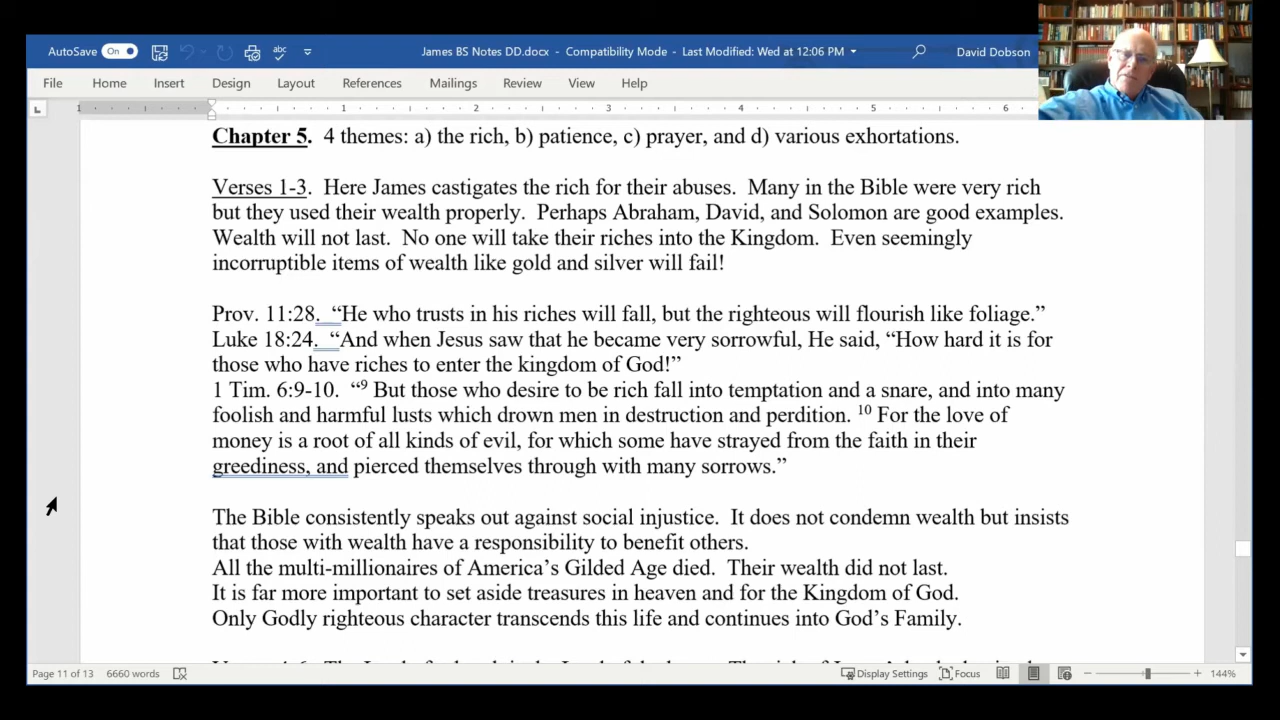 AutoSave On abc James BS Notes DD.docx - Compatibility Mode - Last Modified: Wed at 12:06 PM David Dobson
File Home Insert Design Layout References Mailings Review View Help
1 1 2 3 4 5 6
Chapter 5. 4 themes: a) the rich, b) patience, c) prayer, and d) various exhortations.
Verses 1-3. Here James castigates the rich for their abuses. Many in the Bible were very rich
but they used their wealth properly. Perhaps Abraham, David, and Solomon are good examples.
Wealth will not last. No one will take their riches into the Kingdom. Even seemingly
incorruptible items of wealth like gold and silver will fail!
Prov. 11:28. “He who trusts in his riches will fall, but the righteous will flourish like foliage.”
Luke 18:24. “And when Jesus saw that he became very sorrowful, He said, “How hard it is for
those who have riches to enter the kingdom of God!”
1 Tim. 6:9-10. “9 But those who desire to be rich fall into temptation and a snare, and into many
foolish and harmful lusts which drown men in destruction and perdition. 10 For the love of
money is a root of all kinds of evil, for which some have strayed from the faith in their
greediness, and pierced themselves through with many sorrows.”
The Bible consistently speaks out against social injustice. It does not condemn wealth but insists
that those with wealth have a responsibility to benefit others.
All the multi-millionaires of America’s Gilded Age died. Their wealth did not last.
It is far more important to set aside treasures in heaven and for the Kingdom of God.
Only Godly righteous character transcends this life and continues into God’s Family.
Page 11 of 13 6660 words Display Settings Focus 144%